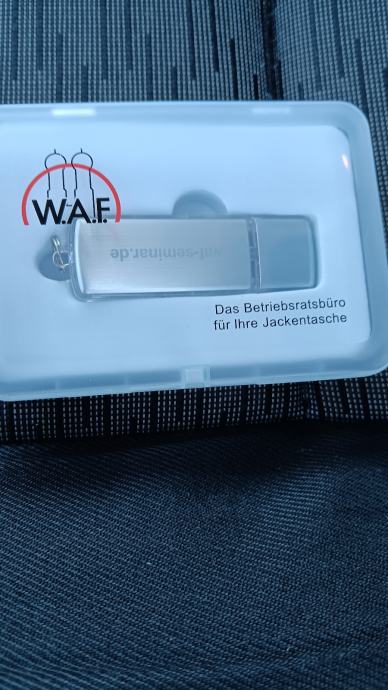 W.A.F.
waf-seminar.de
Das Betriebsratsbüro
für Ihre Jackentasche